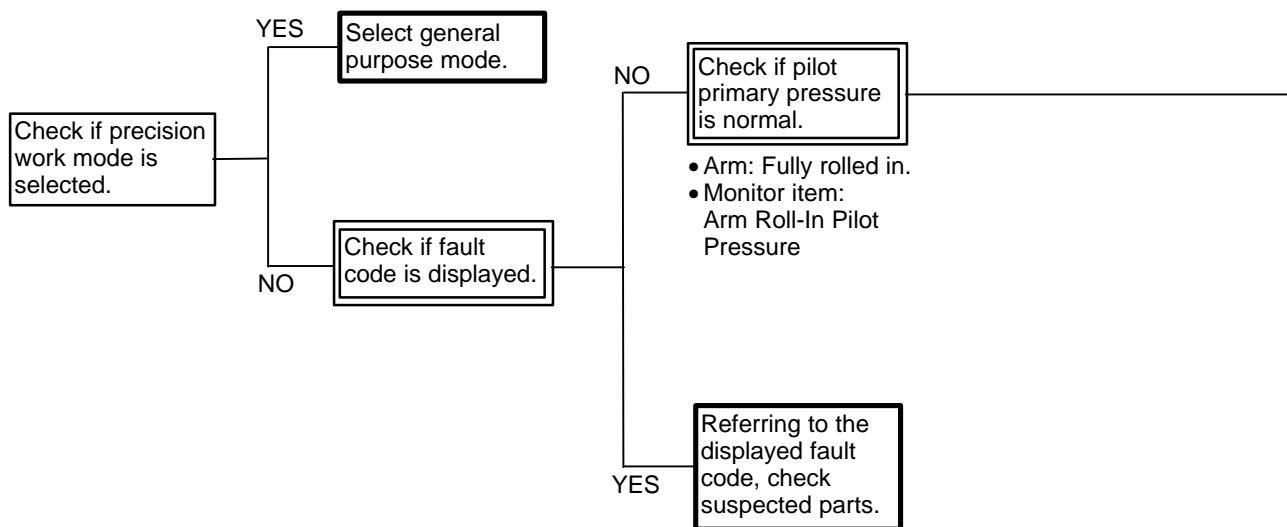 YES
Select general
purpose mode.
NO
Check if pilot
primary pressure
is normal.
Check if precision
work mode is
selected.
• Arm: Fully rolled in.
• Monitor item:
Arm Roll-In Pilot
Pressure
NO
Check if fault
code is displayed.
YES
Referring to the
displayed fault
code, check
suspected parts.